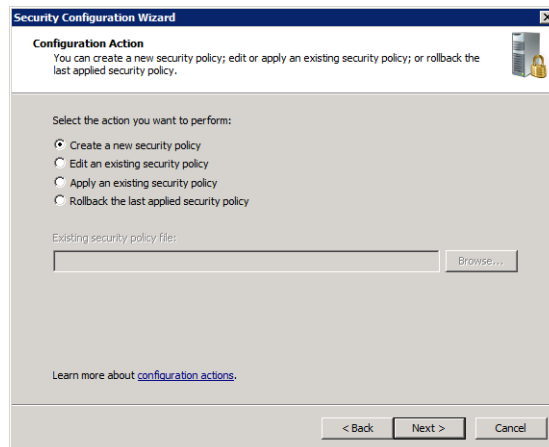 Security Configuration Wizard
Configuration Action
You can create a new security policy; edit or apply an existing security policy; or rollback the
last applied security policy.
Select the action you want to perform:
Create a new security policy
Edit an existing security policy
Apply an existing security policy
Rollback the last applied security policy
Existing security policy file:
Browse...
Learn more about configuration actions.
< Back
Next >
Cancel